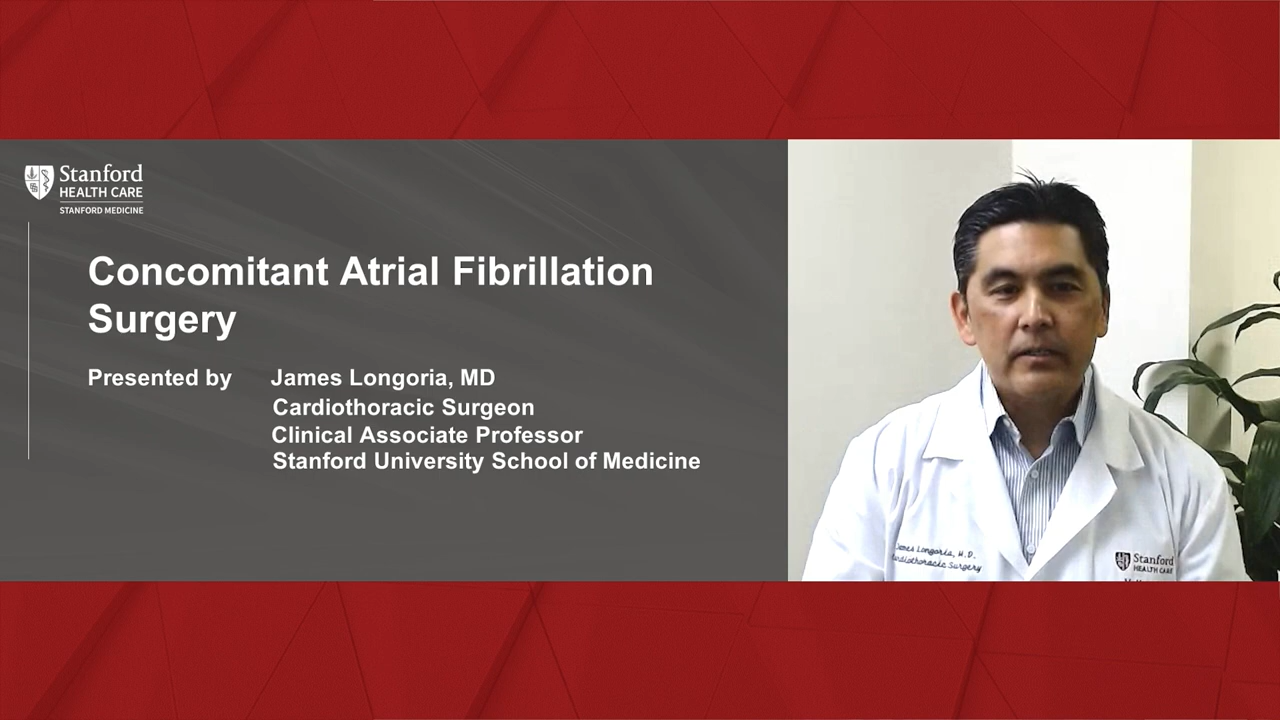 Stanford
HEALTH CARE
STANFORD MEDICINE
Concomitant Atrial Fibrillation
Surgery
Presented by James Longoria, MD
Cardiothoracic Surgeon
Clinical Associate Professor
Stanford University School of Medicine
James Longoria, M.D.
Cardiothoracic Surgery
Stanford
HEALTH CARE